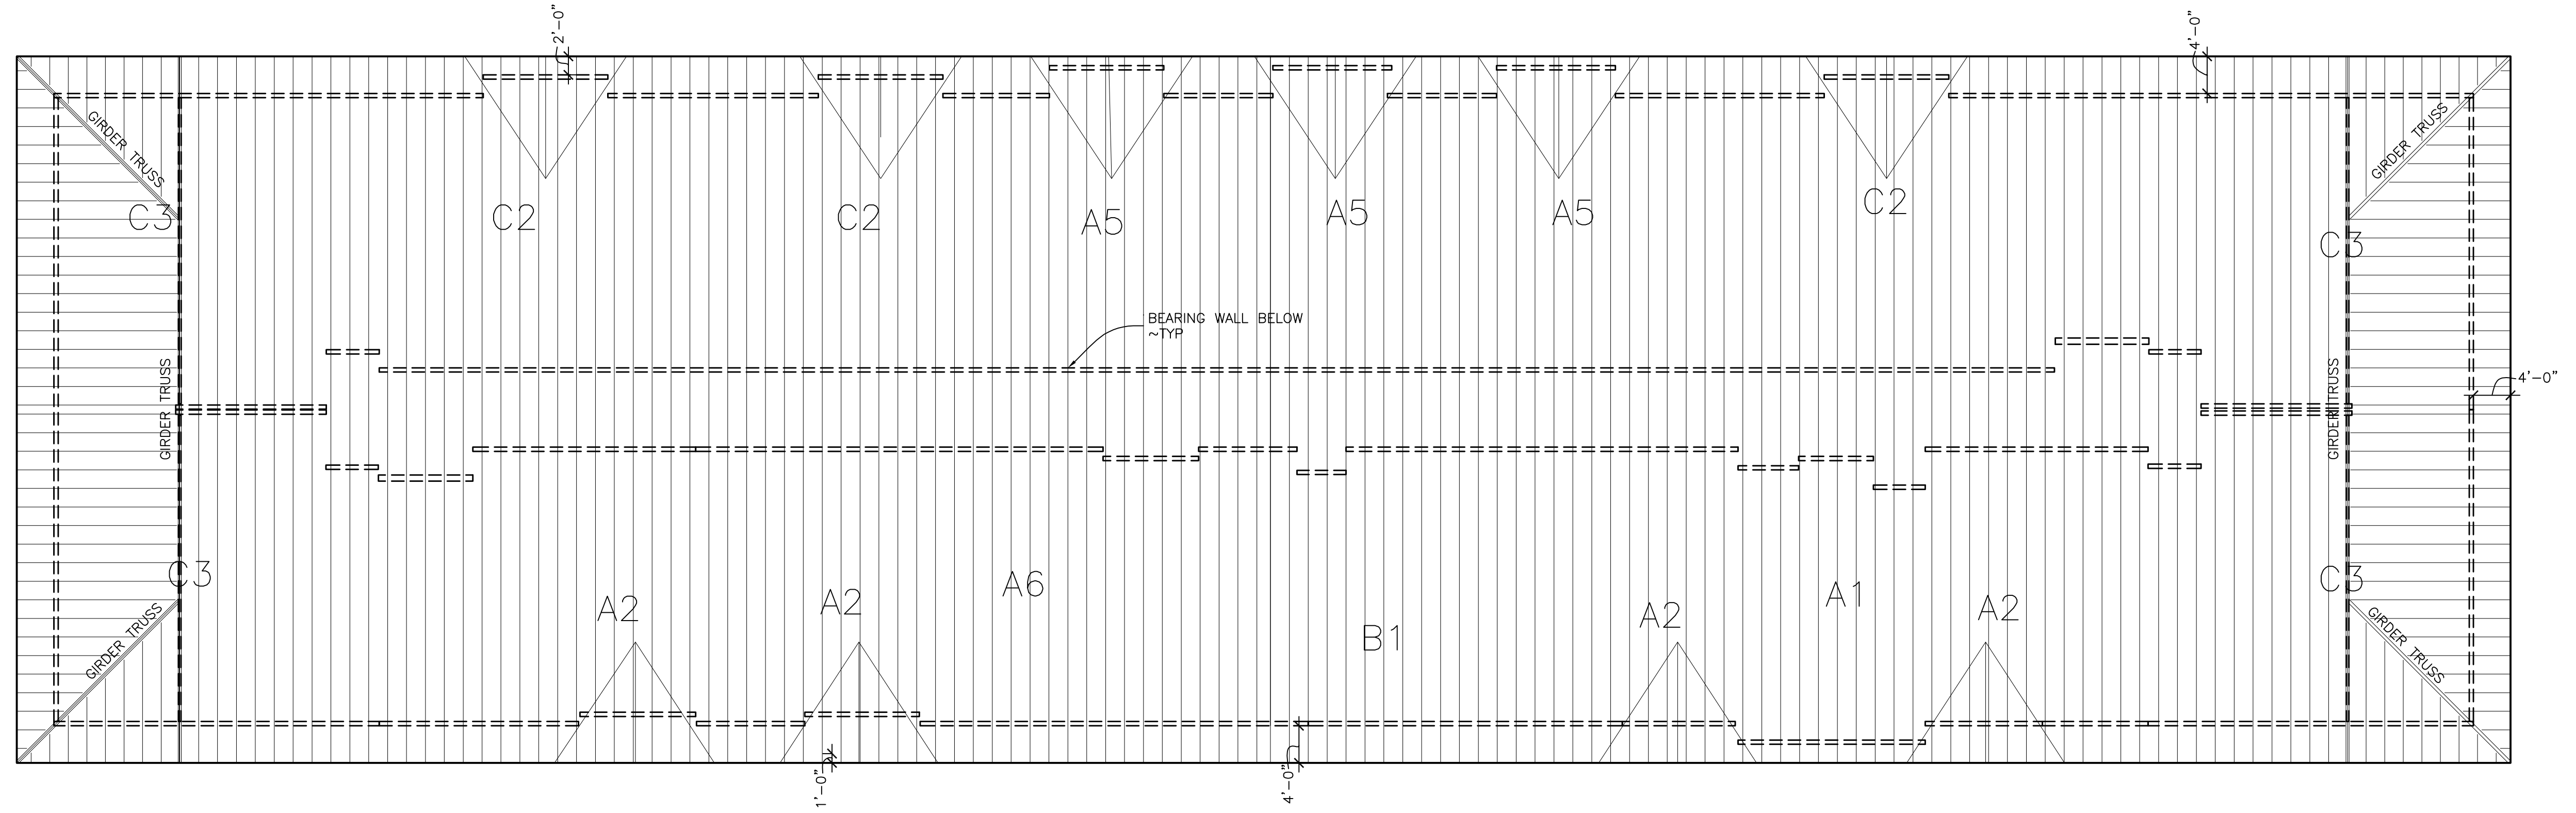 2'-0"
4'-0"
GIRDER TRUSS
GIRDER TRUSS
C3
C2
C2
A5
A5
A5
C2
C3
BEARING WALL BELOW
~TYP
GIRDER TRUSS
GIRDER TRUSS
4'-0"
C3
A2
A2
A6
B1
A2
A1
A2
C3
GIRDER TRUSS
GIRDER TRUSS
1'-0"
4'-0"